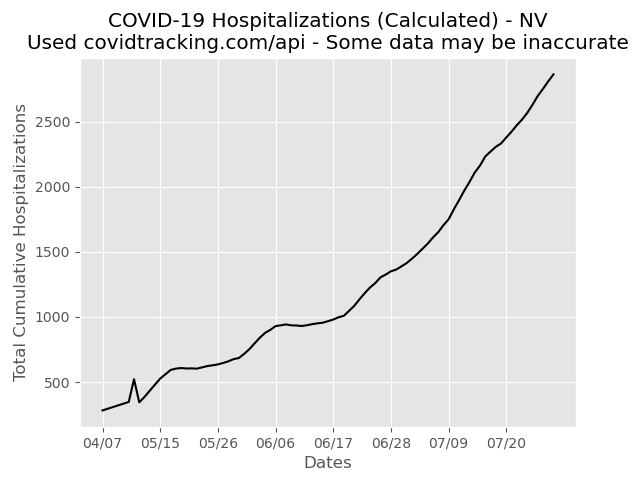 COVID-19 Hospitalizations (Calculated) - NV
Used covidtracking.com/api - Some data may be inaccurate
Total Cumulative Hospitalizations
2500
2000
1500
1000
500
04/07 05/15 05/26 06/06 06/17 06/28 07/09 07/20
Dates